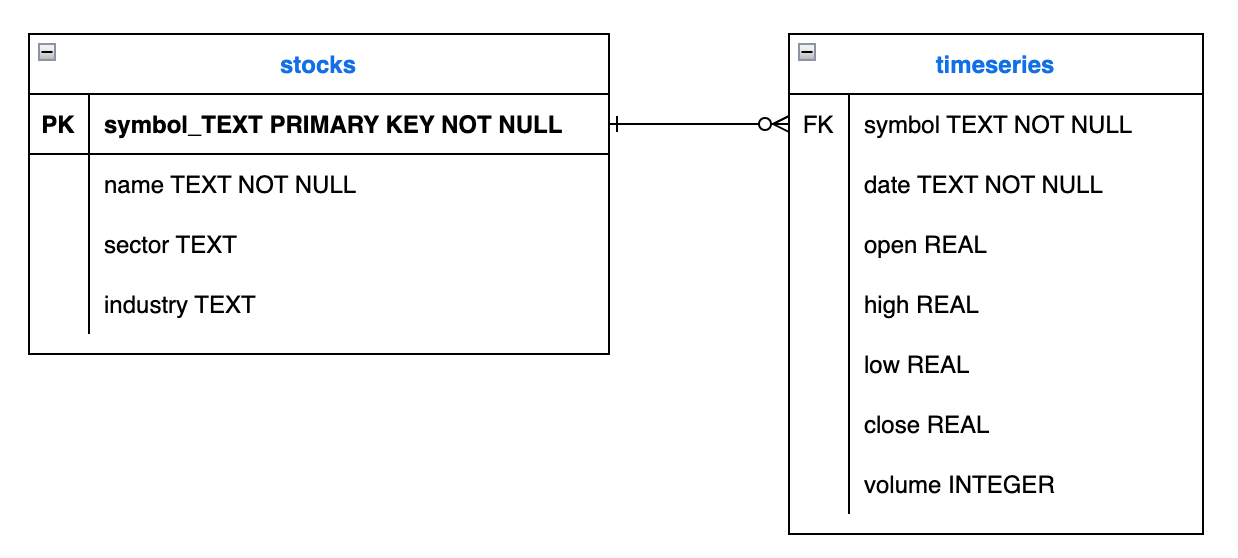 stocks
PK symbol_TEXT PRIMARY KEY NOT NULL
name TEXT NOT NULL
sector TEXT
industry TEXT
timeseries
FK symbol TEXT NOT NULL
date TEXT NOT NULL
open REAL
high REAL
low REAL
close REAL
volume INTEGER